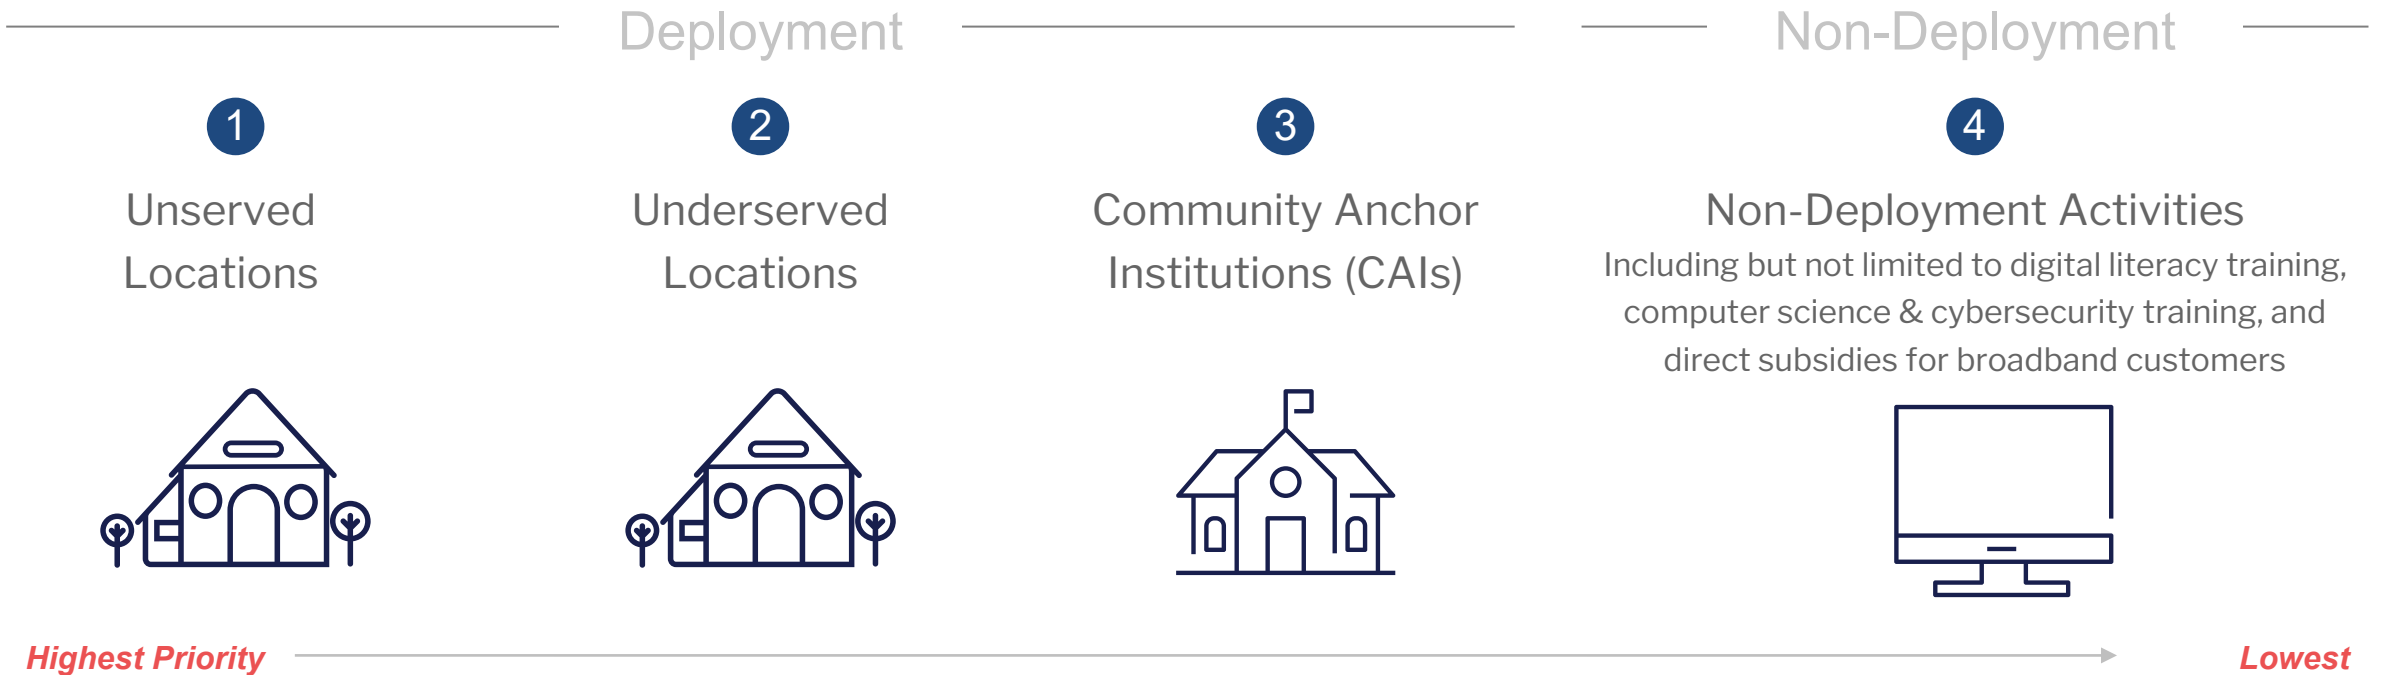 Deployment
Non-Deployment
1
Unserved
Locations
2
Underserved
Locations
3
Community Anchor
Institutions (CAIs)
4
Non-Deployment Activities
Including but not limited to digital literacy training,
computer science & cybersecurity training, and
direct subsidies for broadband customers
Highest Priority
Lowest